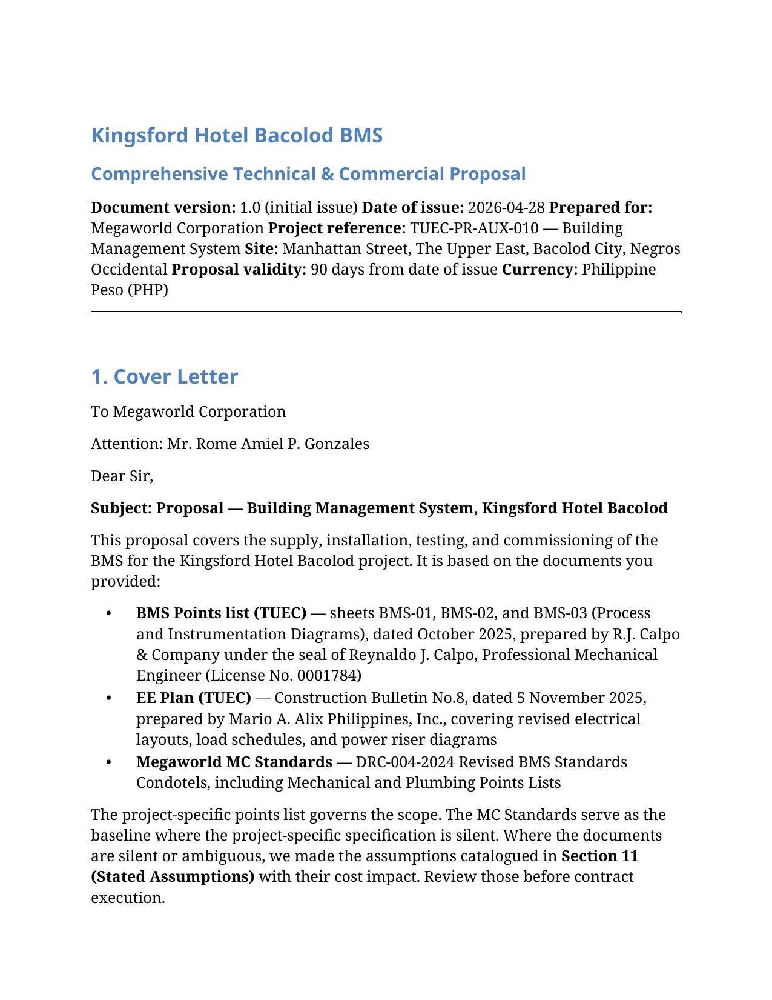 Kingsford Hotel Bacolod BMS
Comprehensive Technical & Commercial Proposal
Document version: 1.0 (initial issue) Date of issue: 2026-04-28 Prepared for:
Megaworld Corporation Project reference: TUEC-PR-AUX-010 — Building
Management System Site: Manhattan Street, The Upper East, Bacolod City, Negros
Occidental Proposal validity: 90 days from date of issue Currency: Philippine
Peso (PHP)
1. Cover Letter
To Megaworld Corporation
Attention: Mr. Rome Amiel P. Gonzales
Dear Sir,
Subject: Proposal — Building Management System, Kingsford Hotel Bacolod
This proposal covers the supply, installation, testing, and commissioning of the
BMS for the Kingsford Hotel Bacolod project. It is based on the documents you
provided:
• BMS Points list (TUEC) — sheets BMS-01, BMS-02, and BMS-03 (Process
and Instrumentation Diagrams), dated October 2025, prepared by R.J. Calpo
& Company under the seal of Reynaldo J. Calpo, Professional Mechanical
Engineer (License No. 0001784)
• EE Plan (TUEC) — Construction Bulletin No.8, dated 5 November 2025,
prepared by Mario A. Alix Philippines, Inc., covering revised electrical
layouts, load schedules, and power riser diagrams
• Megaworld MC Standards — DRC-004-2024 Revised BMS Standards
Condotels, including Mechanical and Plumbing Points Lists
The project-specific points list governs the scope. The MC Standards serve as the
baseline where the project-specific specification is silent. Where the documents
are silent or ambiguous, we made the assumptions catalogued in Section 11
(Stated Assumptions) with their cost impact. Review those before contract
execution.